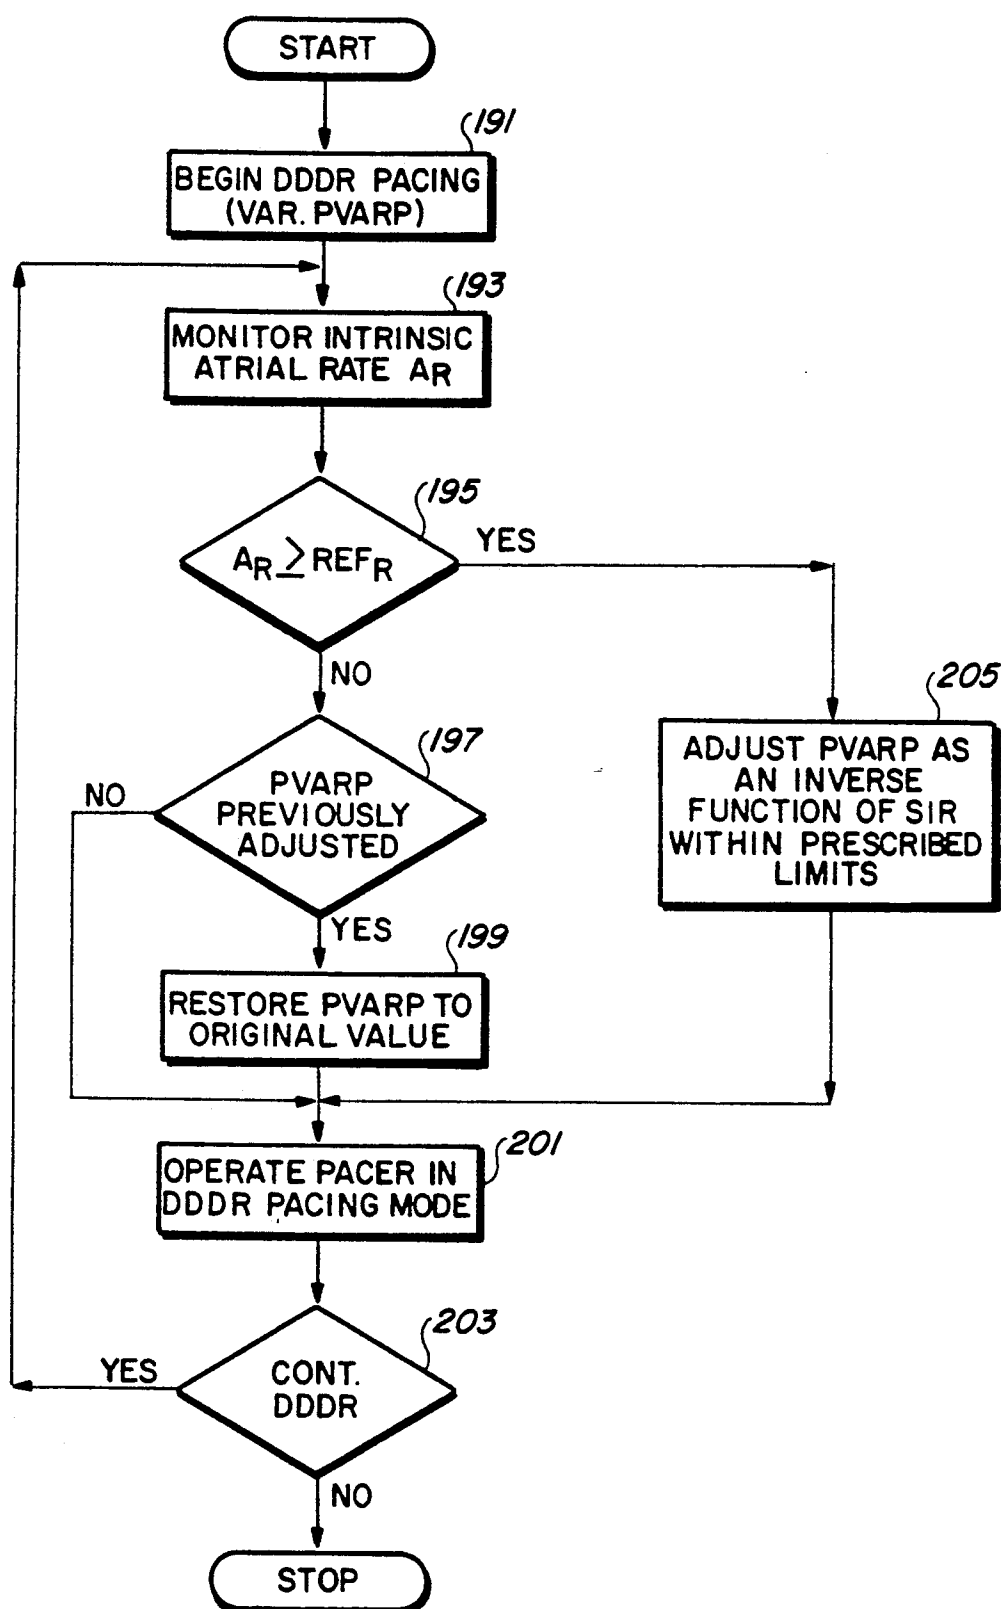 START
191
BEGIN DDDR PACING
(VAR. PVARP)
193
MONITOR INTRINSIC
ATRIAL RATE AR
195
AR ≥ REFR
YES
NO
205
ADJUST PVARP AS
AN INVERSE
FUNCTION OF SIR
WITHIN PRESCRIBED
LIMITS
197
PVARP
PREVIOUSLY
ADJUSTED
NO
YES
199
RESTORE PVARP TO
ORIGINAL VALUE
201
OPERATE PACER IN
DDDR PACING MODE
203
CONT.
DDDR
YES
NO
STOP